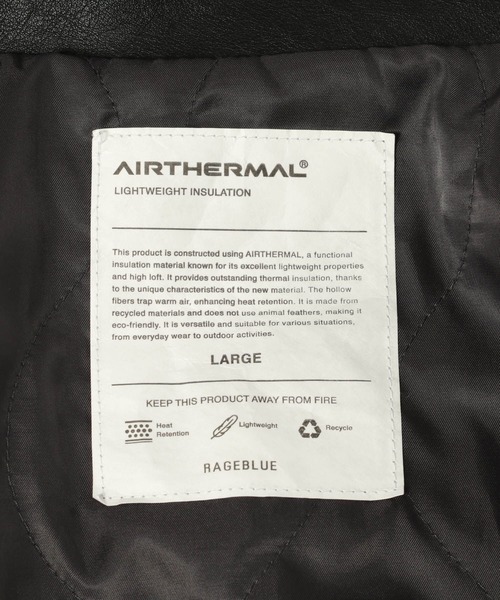 AIRTHERMAL®
LIGHTWEIGHT INSULATION
This product is constructed using AIRTHERMAL, a functional
insulation material known for its excellent lightweight properties
and high loft. It provides outstanding thermal insulation, thanks
to the unique characteristics of the new material. The hollow
fibers trap warm air, enhancing heat retention. It is made from
recycled materials and does not use animal feathers, making it
eco-friendly. It is versatile and suitable for various situations,
from everyday wear to outdoor activities.
LARGE
KEEP THIS PRODUCT AWAY FROM FIRE
Heat
Retention
Lightweight
Recycle
RAGEBLUE